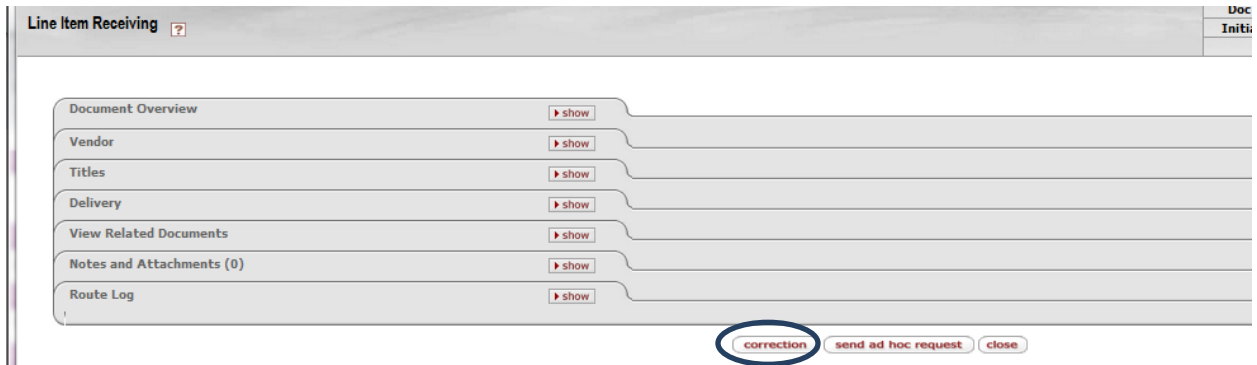 Doc
Line Item Receiving ?
Initia
Document Overview show
Vendor show
Titles show
Delivery show
View Related Documents show
Notes and Attachments (0) show
Route Log show
correction send ad hoc request close